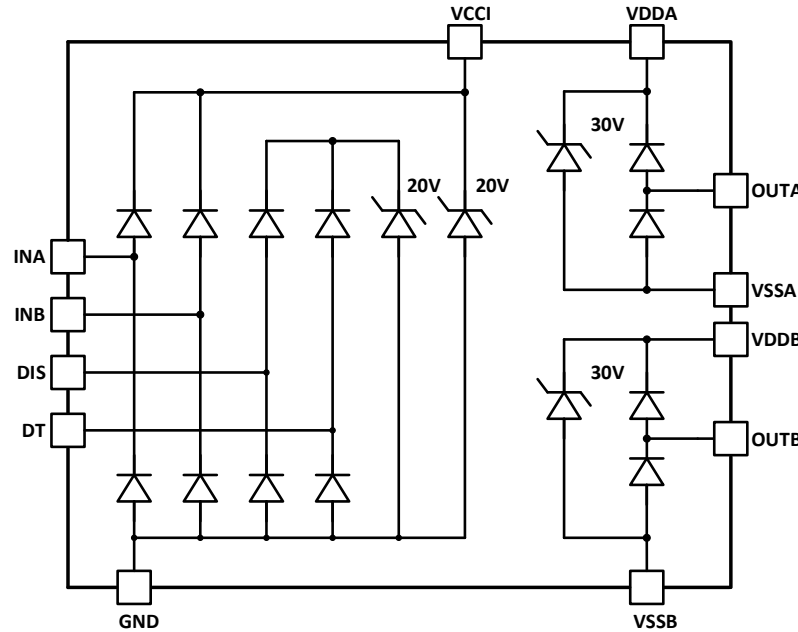 VCCI
VDDA
30V
20V
20V
OUTA
INA
VSSA
INB
VDDB
DIS
30V
DT
OUTB
GND
VSSB